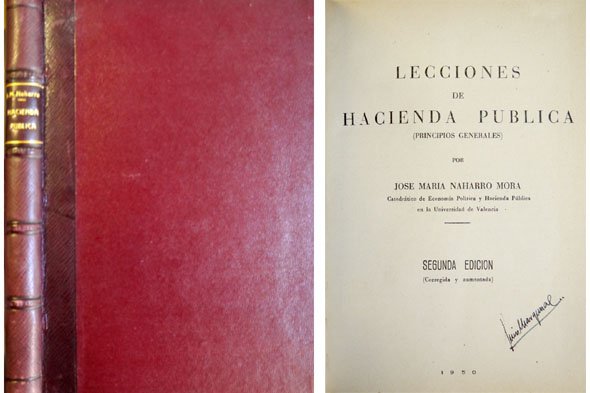 Naharro
HACIENDA
PUBLICA
LECCIONES
DE
HACIENDA PUBLICA
(PRINCIPIOS GENERALES)
POR
JOSE MARIA NAHARRO MORA
Catedrático de Economía Política y Hacienda Pública
en la Universidad de Valencia
SEGUNDA EDICION
(Corregida y aumentada)
1950